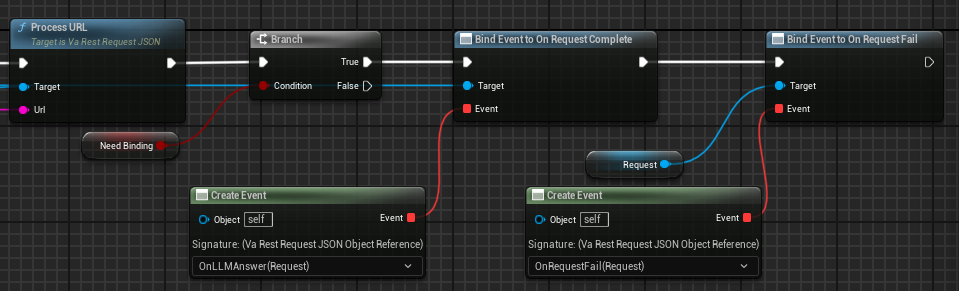 Process URL
Target is Va Rest Request JSON
Target
Url
Need Binding
Branch
True
Condition
False
Bind Event to On Request Complete
Target
Event
Bind Event to On Request Fail
Target
Event
Request
Create Event
Object
self
Event
Signature: (Va Rest Request JSON Object Reference)
OnLLMAnswer(Request)
Create Event
Object
self
Event
Signature: (Va Rest Request JSON Object Reference)
OnRequestFail(Request)